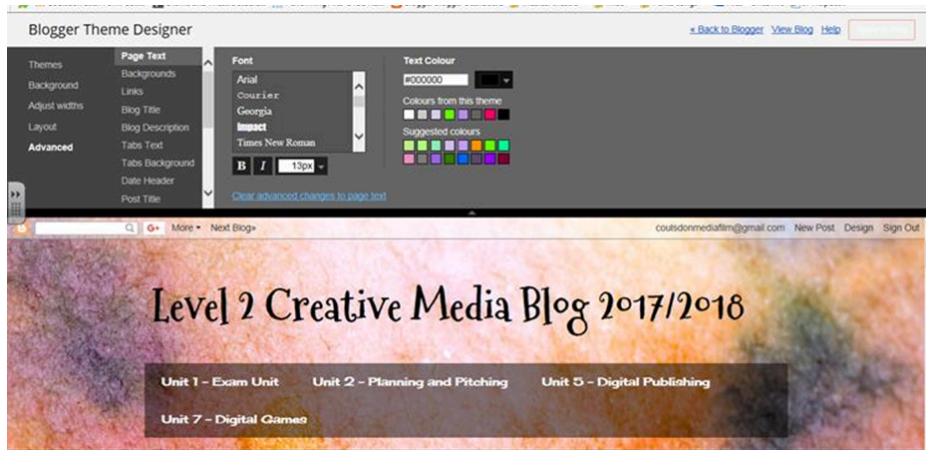 Blogger Theme Designer
« Back to Blogger View Blog Help
Themes
Background
Adjust widths
Layout
Advanced
Page Text
Backgrounds
Links
Blog Title
Blog Description
Tabs Text
Tabs Background
Date Header
Post Title
Font
Arial
Courier
Georgia
Impact
Times New Roman
B I 13px
Clear advanced changes to page text
Text Colour
#000000
Colours from this theme
Suggested colours
G+ More Next Blog»
coulsdonmediafilm@gmail.com New Post Design Sign Out
Level 2 Creative Media Blog 2017/2018
Unit 1 - Exam Unit Unit 2 - Planning and Pitching Unit 5 - Digital Publishing
Unit 7 - Digital Games